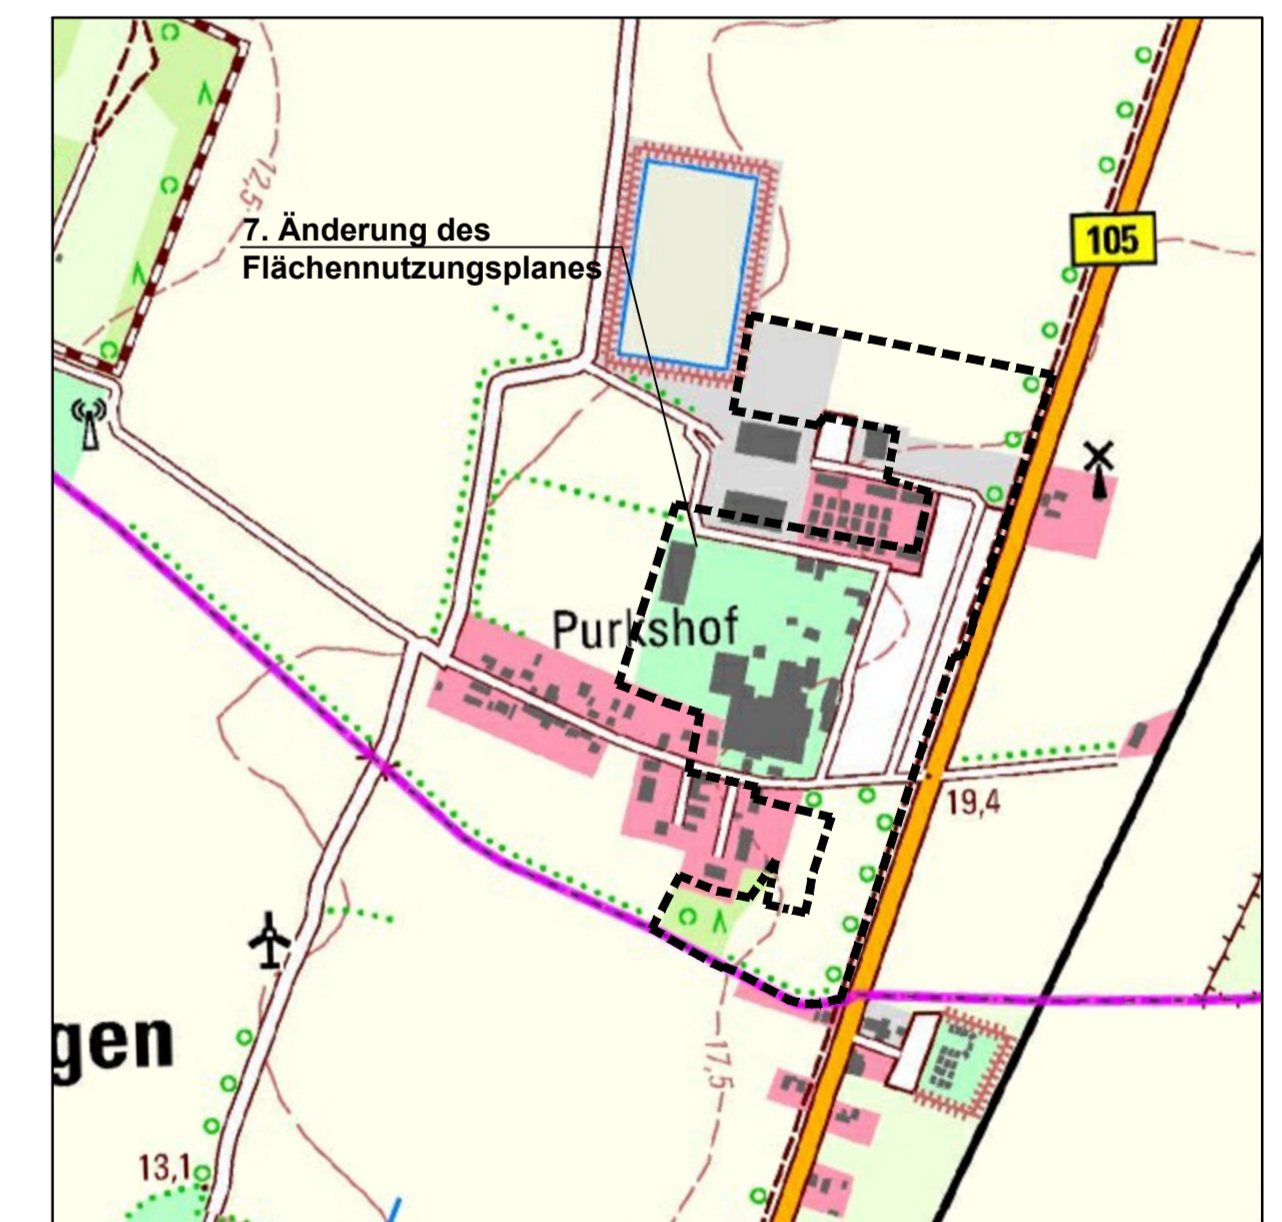 12,5
7. Änderung des
Flächennutzungsplanes
105
Purkshof
19,4
gen
17,5
13,1